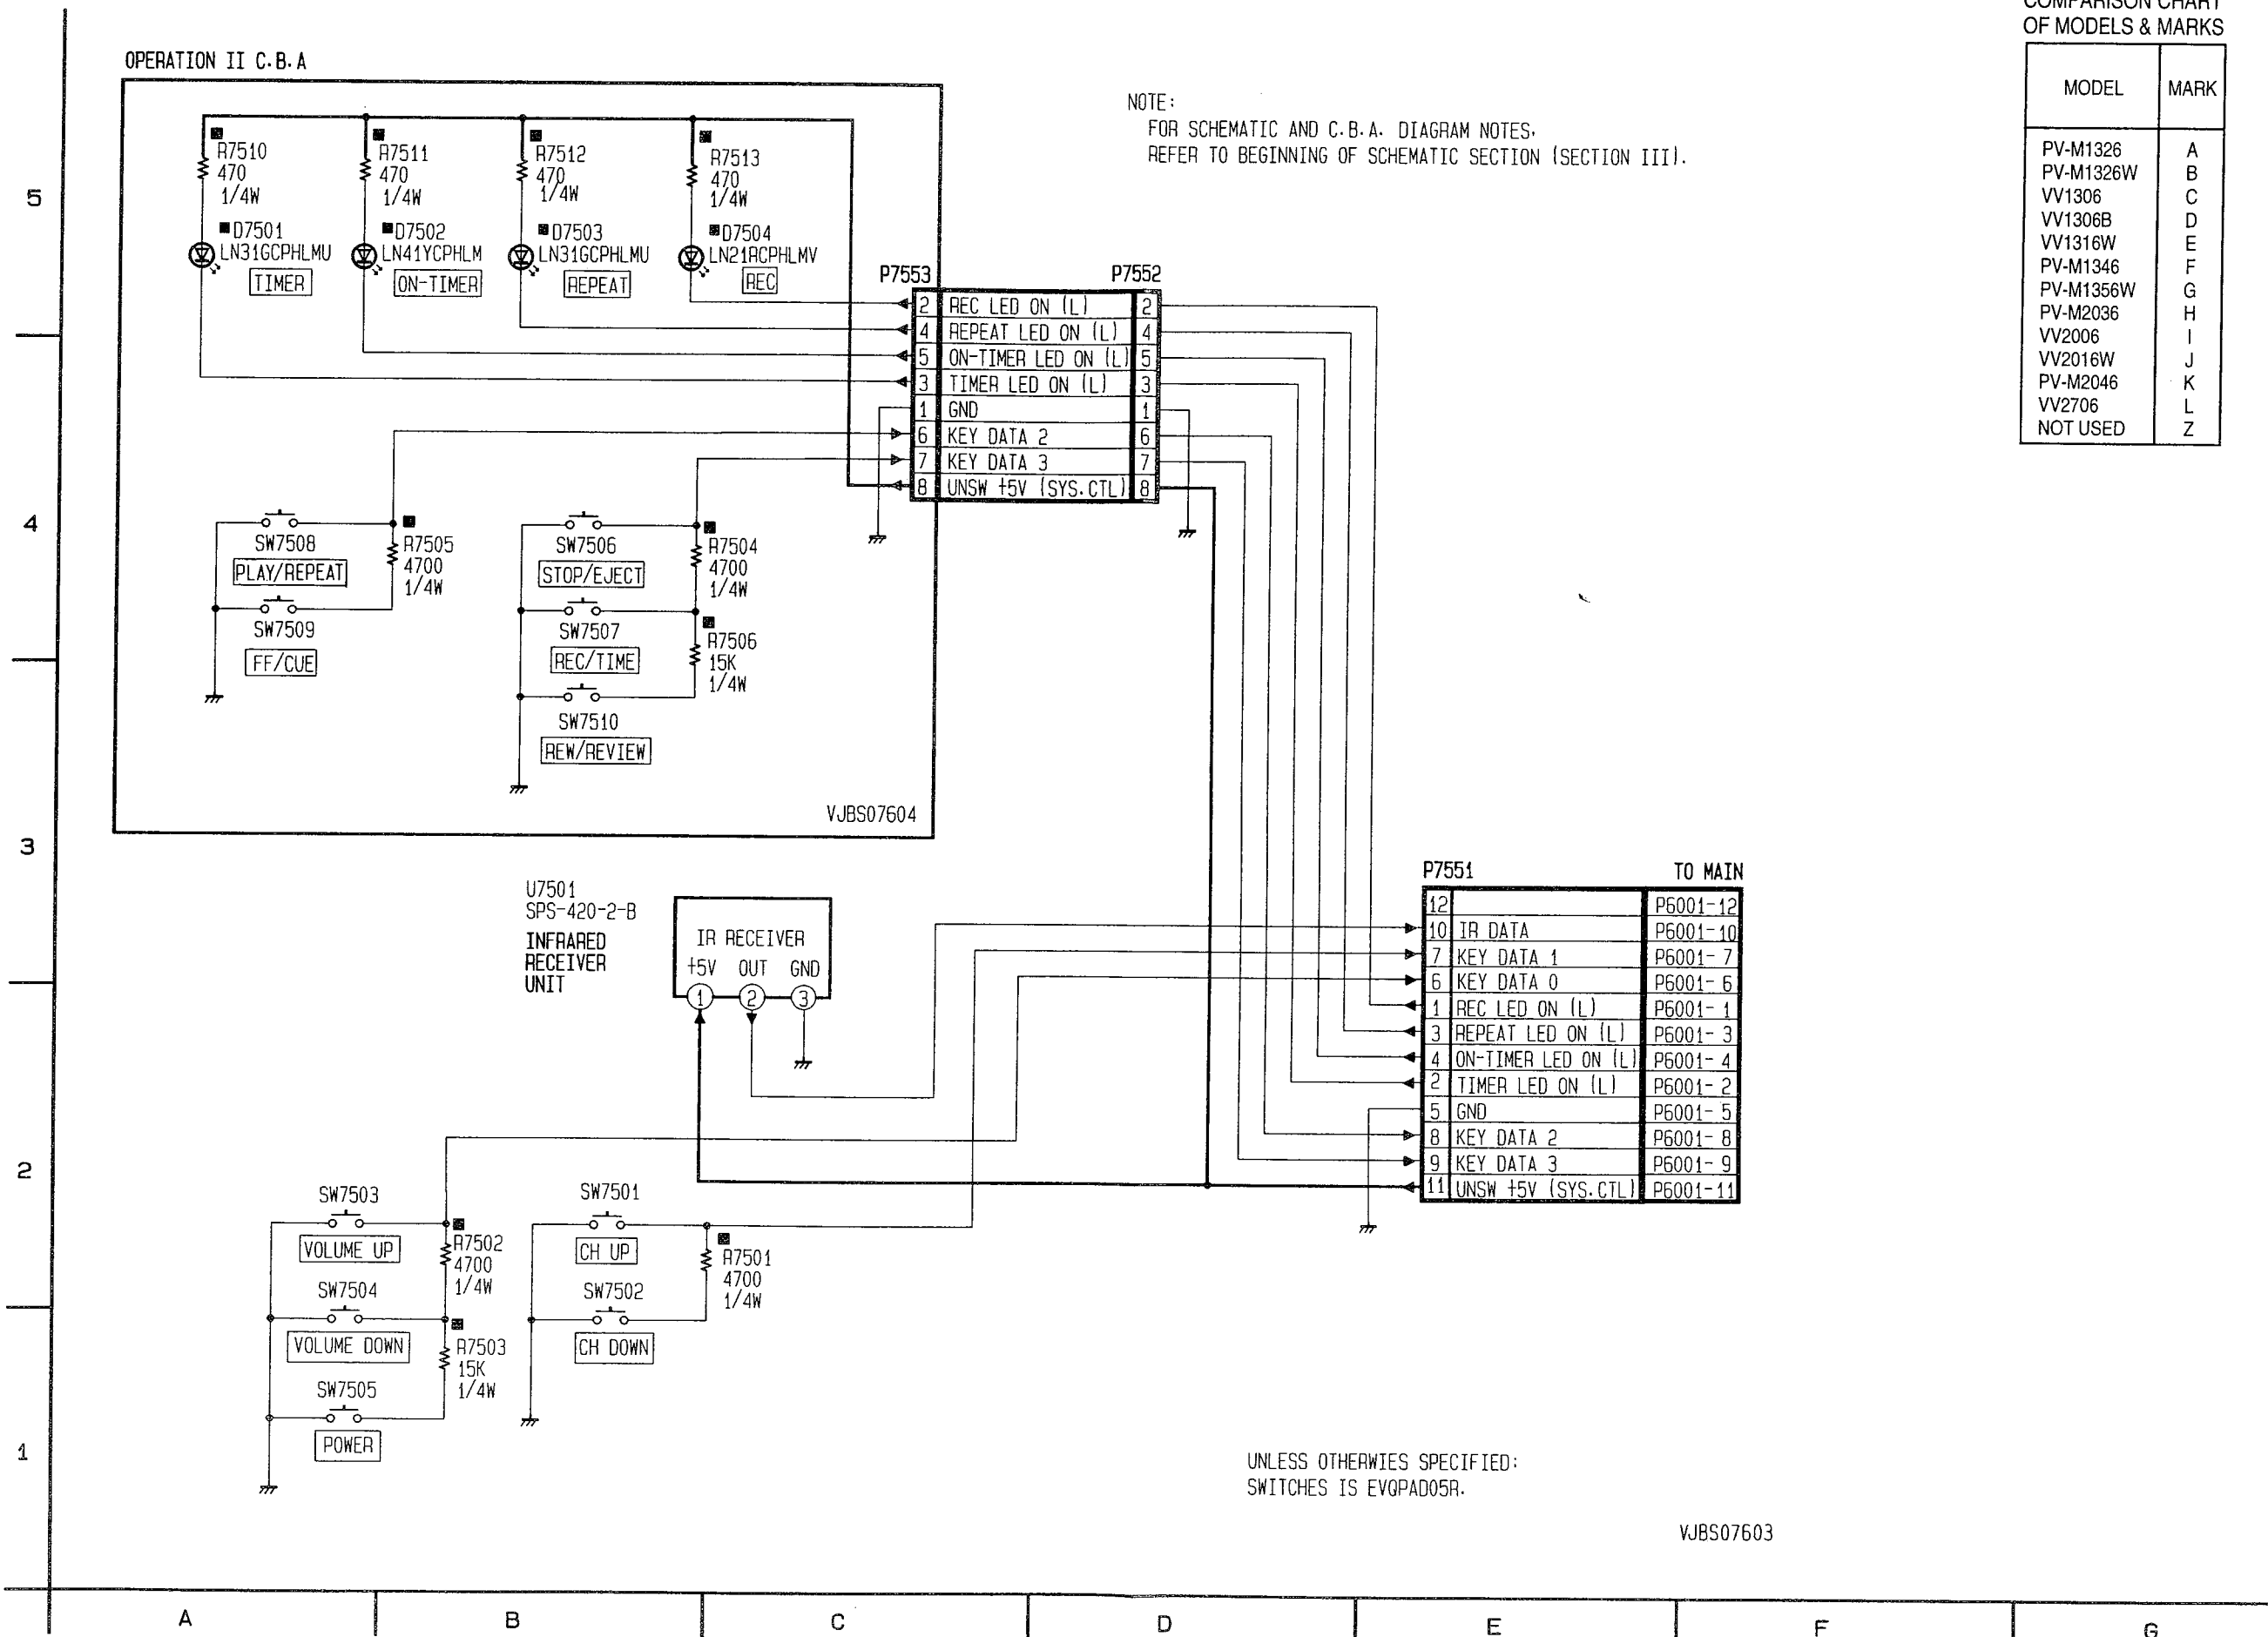 COMPARISON CHART
OF MODELS & MARKS
MODEL MARK
PV-M1326 A
PV-M1326W B
VV1306 C
VV1306B D
VV1316W E
PV-M1346 F
PV-M1356W G
PV-M2036 H
VV2006 I
VV2016W J
PV-M2046 K
VV2706 L
NOT USED Z
NOTE:
FOR SCHEMATIC AND C.B.A. DIAGRAM NOTES,
REFER TO BEGINNING OF SCHEMATIC SECTION (SECTION III).
OPERATION II C.B.A
R7510
470
1/4W
R7511
470
1/4W
R7512
470
1/4W
R7513
470
1/4W
D7501
LN31GCPHLMU
TIMER
D7502
LN41YCPHLM
ON-TIMER
D7503
LN31GCPHLMU
REPEAT
D7504
LN21RCPHLMV
REC
P7553 P7552
2 REC LED ON (L) 2
4 REPEAT LED ON (L) 4
5 ON-TIMER LED ON (L) 5
3 TIMER LED ON (L) 3
1 GND 1
6 KEY DATA 2 6
7 KEY DATA 3 7
8 UNSW +5V (SYS.CTL) 8
SW7508
PLAY/REPEAT
R7505
4700
1/4W
SW7509
FF/CUE
SW7506
STOP/EJECT
R7504
4700
1/4W
SW7507
REC/TIME
R7506
15K
1/4W
SW7510
REW/REVIEW
VJBS07604
U7501
SPS-420-2-B
INFRARED
RECEIVER
UNIT
IR RECEIVER
+5V OUT GND
1 2 3
P7551 TO MAIN
12 P6001-12
10 IR DATA P6001-10
7 KEY DATA 1 P6001- 7
6 KEY DATA 0 P6001- 6
1 REC LED ON (L) P6001- 1
3 REPEAT LED ON (L) P6001- 3
4 ON-TIMER LED ON (L) P6001- 4
2 TIMER LED ON (L) P6001- 2
5 GND P6001- 5
8 KEY DATA 2 P6001- 8
9 KEY DATA 3 P6001- 9
11 UNSW +5V (SYS.CTL) P6001-11
SW7503
VOLUME UP
R7502
4700
1/4W
SW7504
VOLUME DOWN
R7503
15K
1/4W
SW7505
POWER
SW7501
CH UP
R7501
4700
1/4W
SW7502
CH DOWN
UNLESS OTHERWIES SPECIFIED:
SWITCHES IS EVQPAD05R.
VJBS07603
5
4
3
2
1
A B C D E F G